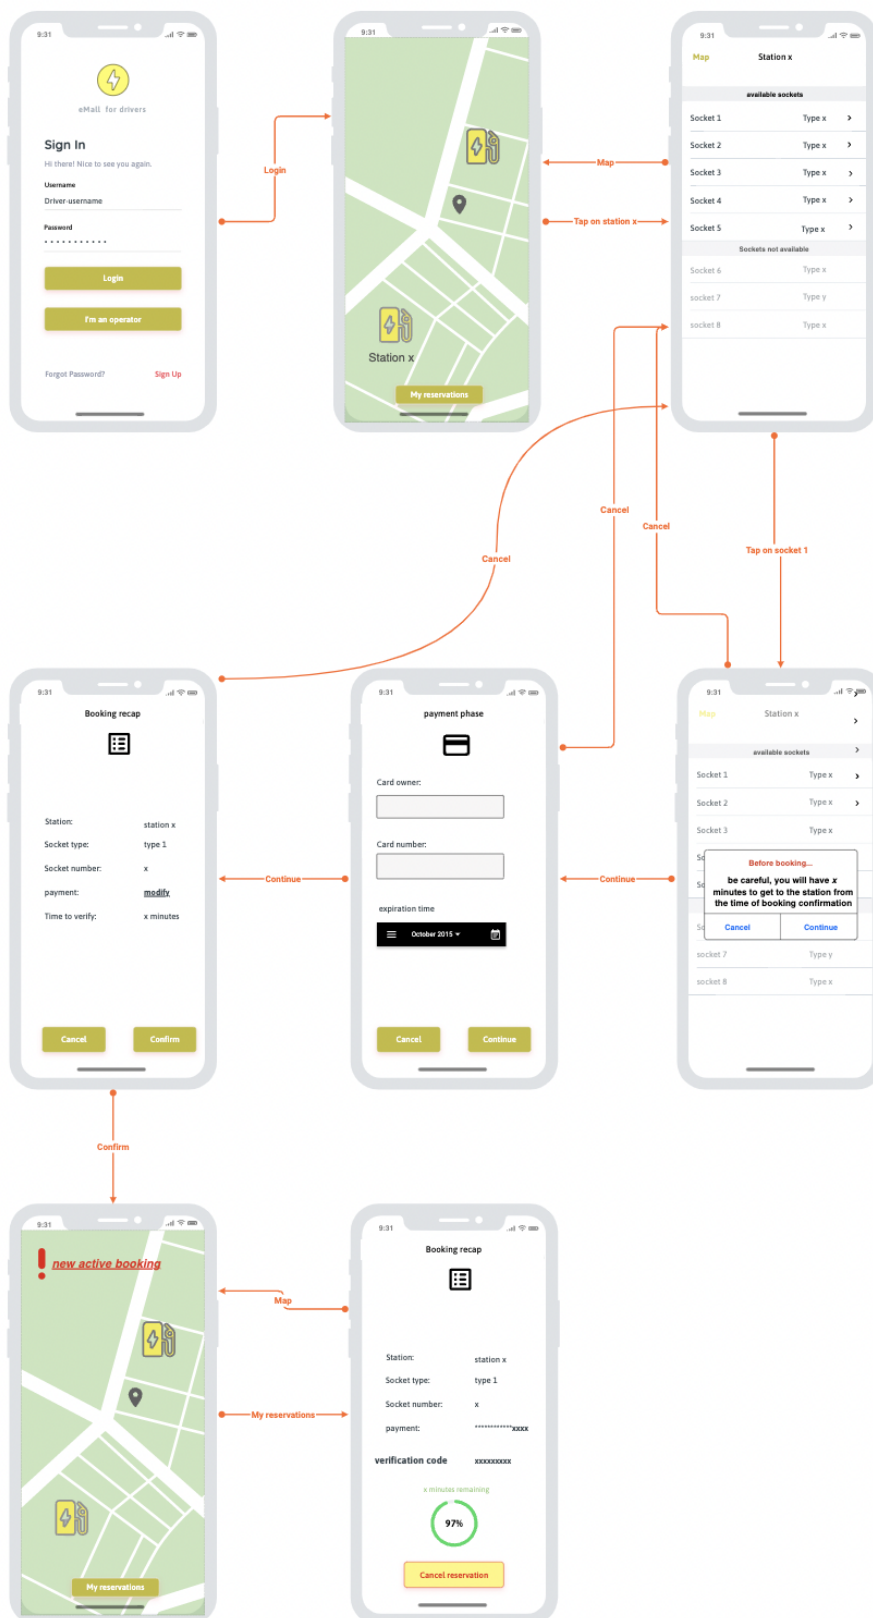 9:31
eMall for drivers
Sign In
Hi there! Nice to see you again.
Username
Driver-username
Password
Login
I'm an operator
Forgot Password? Sign Up
Login
9:31
Station x
My reservations
Map
Tap on station x
9:31
Map Station x
available sockets
Socket 1 Type x
Socket 2 Type x
Socket 3 Type x
Socket 4 Type x
Socket 5 Type x
Sockets not available
Socket 6 Type x
socket 7 Type y
socket 8 Type x
Cancel
Cancel
Cancel
Tap on socket 1
9:31
Booking recap
Station: station x
Socket type: type 1
Socket number: x
payment: modify
Time to verify: x minutes
Cancel Confirm
Continue
9:31
payment phase
Card owner:
Card number:
expiration time
October 2015
Cancel Continue
Continue
9:31
Map Station x
available sockets
Socket 1 Type x
Socket 2 Type x
Socket 3 Type x
So
Before booking...
be careful, you will have x
minutes to get to the station from
the time of booking confirmation
So
So
Cancel Continue
socket 7 Type y
socket 8 Type x
Confirm
9:31
new active booking
My reservations
Map
My reservations
9:31
Booking recap
Station: station x
Socket type: type 1
Socket number: x
payment: ************xxxx
verification code xxxxxxxxx
x minutes remaining
97%
Cancel reservation